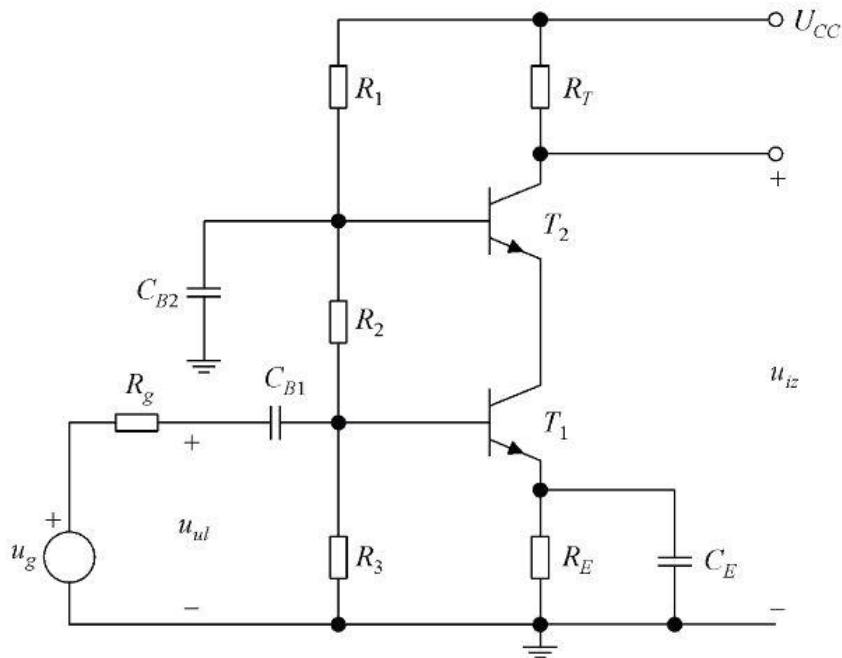 U_CC
R_1
R_T
+
T_2
C_B2
R_2
C_B1
R_g
u_iz
+
T_1
+
u_ul
u_g
R_3
R_E
C_E
−
−